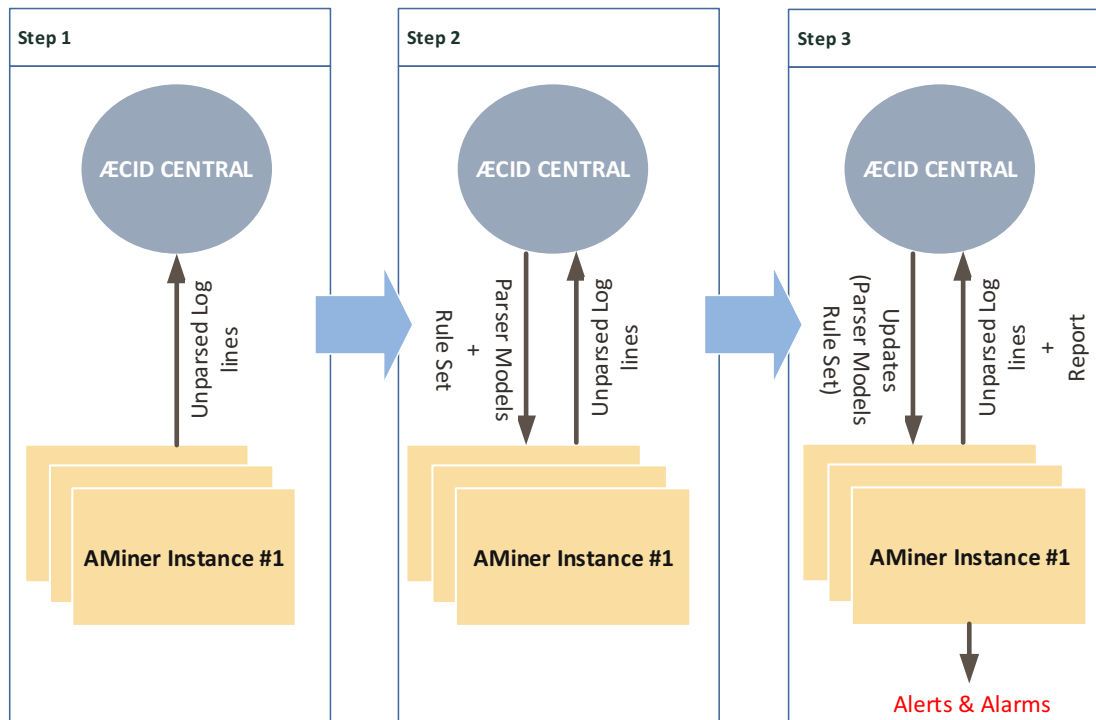 Step 1
ÆCID CENTRAL
Unparsed Log
lines
AMiner Instance #1
Step 2
ÆCID CENTRAL
Rule Set
+
Parser Models
Unparsed Log
lines
AMiner Instance #1
Step 3
ÆCID CENTRAL
Updates
(Parser Models
Rule Set)
Unparsed Log
lines
+
Report
AMiner Instance #1
Alerts & Alarms